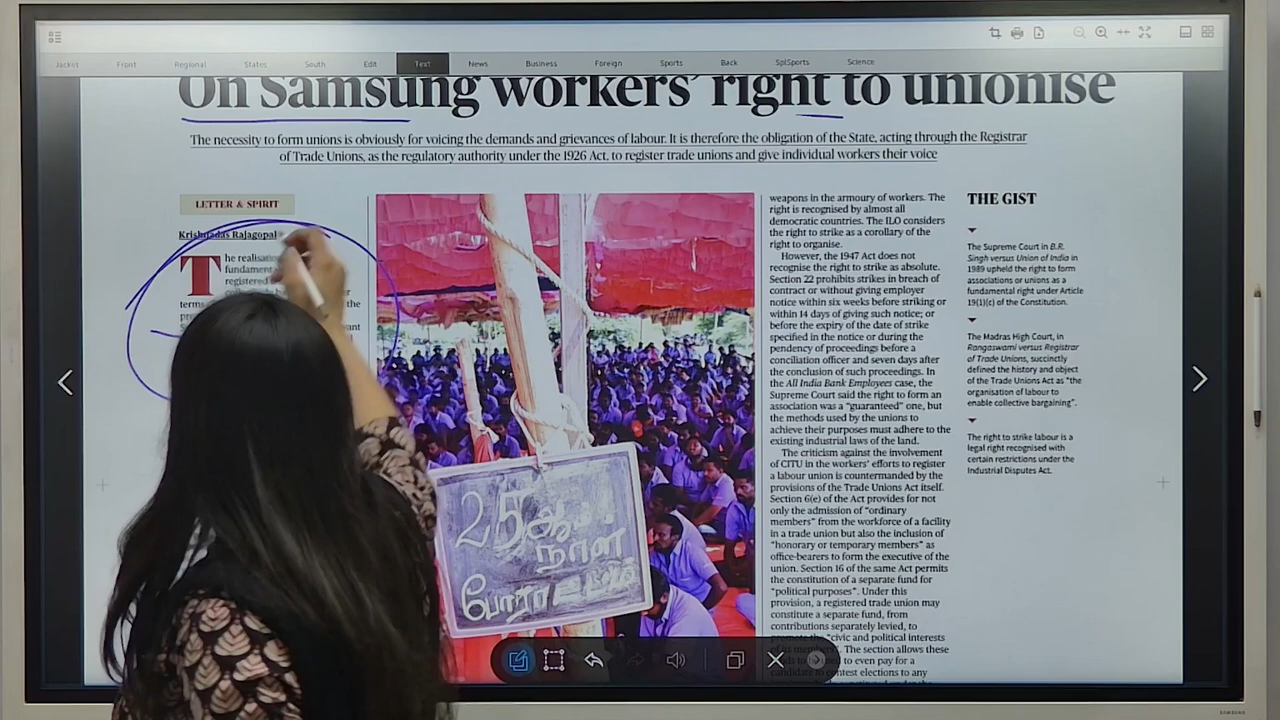 Jacket Front Regional States South Edit Text News Business Foreign Sports Back SplSports Science
On Samsung workers' right to unionise
The necessity to form unions is obviously for voicing the demands and grievances of labour. It is therefore the obligation of the State, acting through the Registrar
of Trade Unions, as the regulatory authority under the 1926 Act, to register trade unions and give individual workers their voice
LETTER & SPIRIT
Krishnadas Rajagopal
The realisatio
fundament
registered
terms
the
25ஆம்
நாள்
போராட்டம்
weapons in the armoury of workers. The
right is recognised by almost all
democratic countries. The ILO considers
the right to strike as a corollary of the
right to organise.
However, the 1947 Act does not
recognise the right to strike as absolute.
Section 22 prohibits strikes in breach of
contract or without giving employer
notice within six weeks before striking or
within 14 days of giving such notice; or
before the expiry of the date of strike
specified in the notice or during the
pendency of proceedings before a
conciliation officer and seven days after
the conclusion of such proceedings. In
the All India Bank Employees case, the
Supreme Court said the right to form an
association was a “guaranteed” one, but
the methods used by the unions to
achieve their purposes must adhere to the
existing industrial laws of the land.
The criticism against the involvement
of CITU in the workers' efforts to register
a labour union is countermanded by the
provisions of the Trade Unions Act itself.
Section 6(e) of the Act provides for not
only the admission of “ordinary
members” from the workforce of a facility
in a trade union but also the inclusion of
“honorary or temporary members” as
office-bearers to form the executive of the
union. Section 16 of the same Act permits
the constitution of a separate fund for
“political purposes”. Under this
provision, a registered trade union may
constitute a separate fund, from
contributions separately levied, to
promote the “civic and political interests
of its members”. The section allows these
to even pay for a
candidate to contest elections to any
THE GIST
The Supreme Court in B.R.
Singh versus Union of India in
1989 upheld the right to form
associations or unions as a
fundamental right under Article
19(1)(c) of the Constitution.
The Madras High Court, in
Rangaswami versus Registrar
of Trade Unions, succinctly
defined the history and object
of the Trade Unions Act as “the
organisation of labour to
enable collective bargaining”.
The right to strike labour is a
legal right recognised with
certain restrictions under the
Industrial Disputes Act.
SAMSUNG